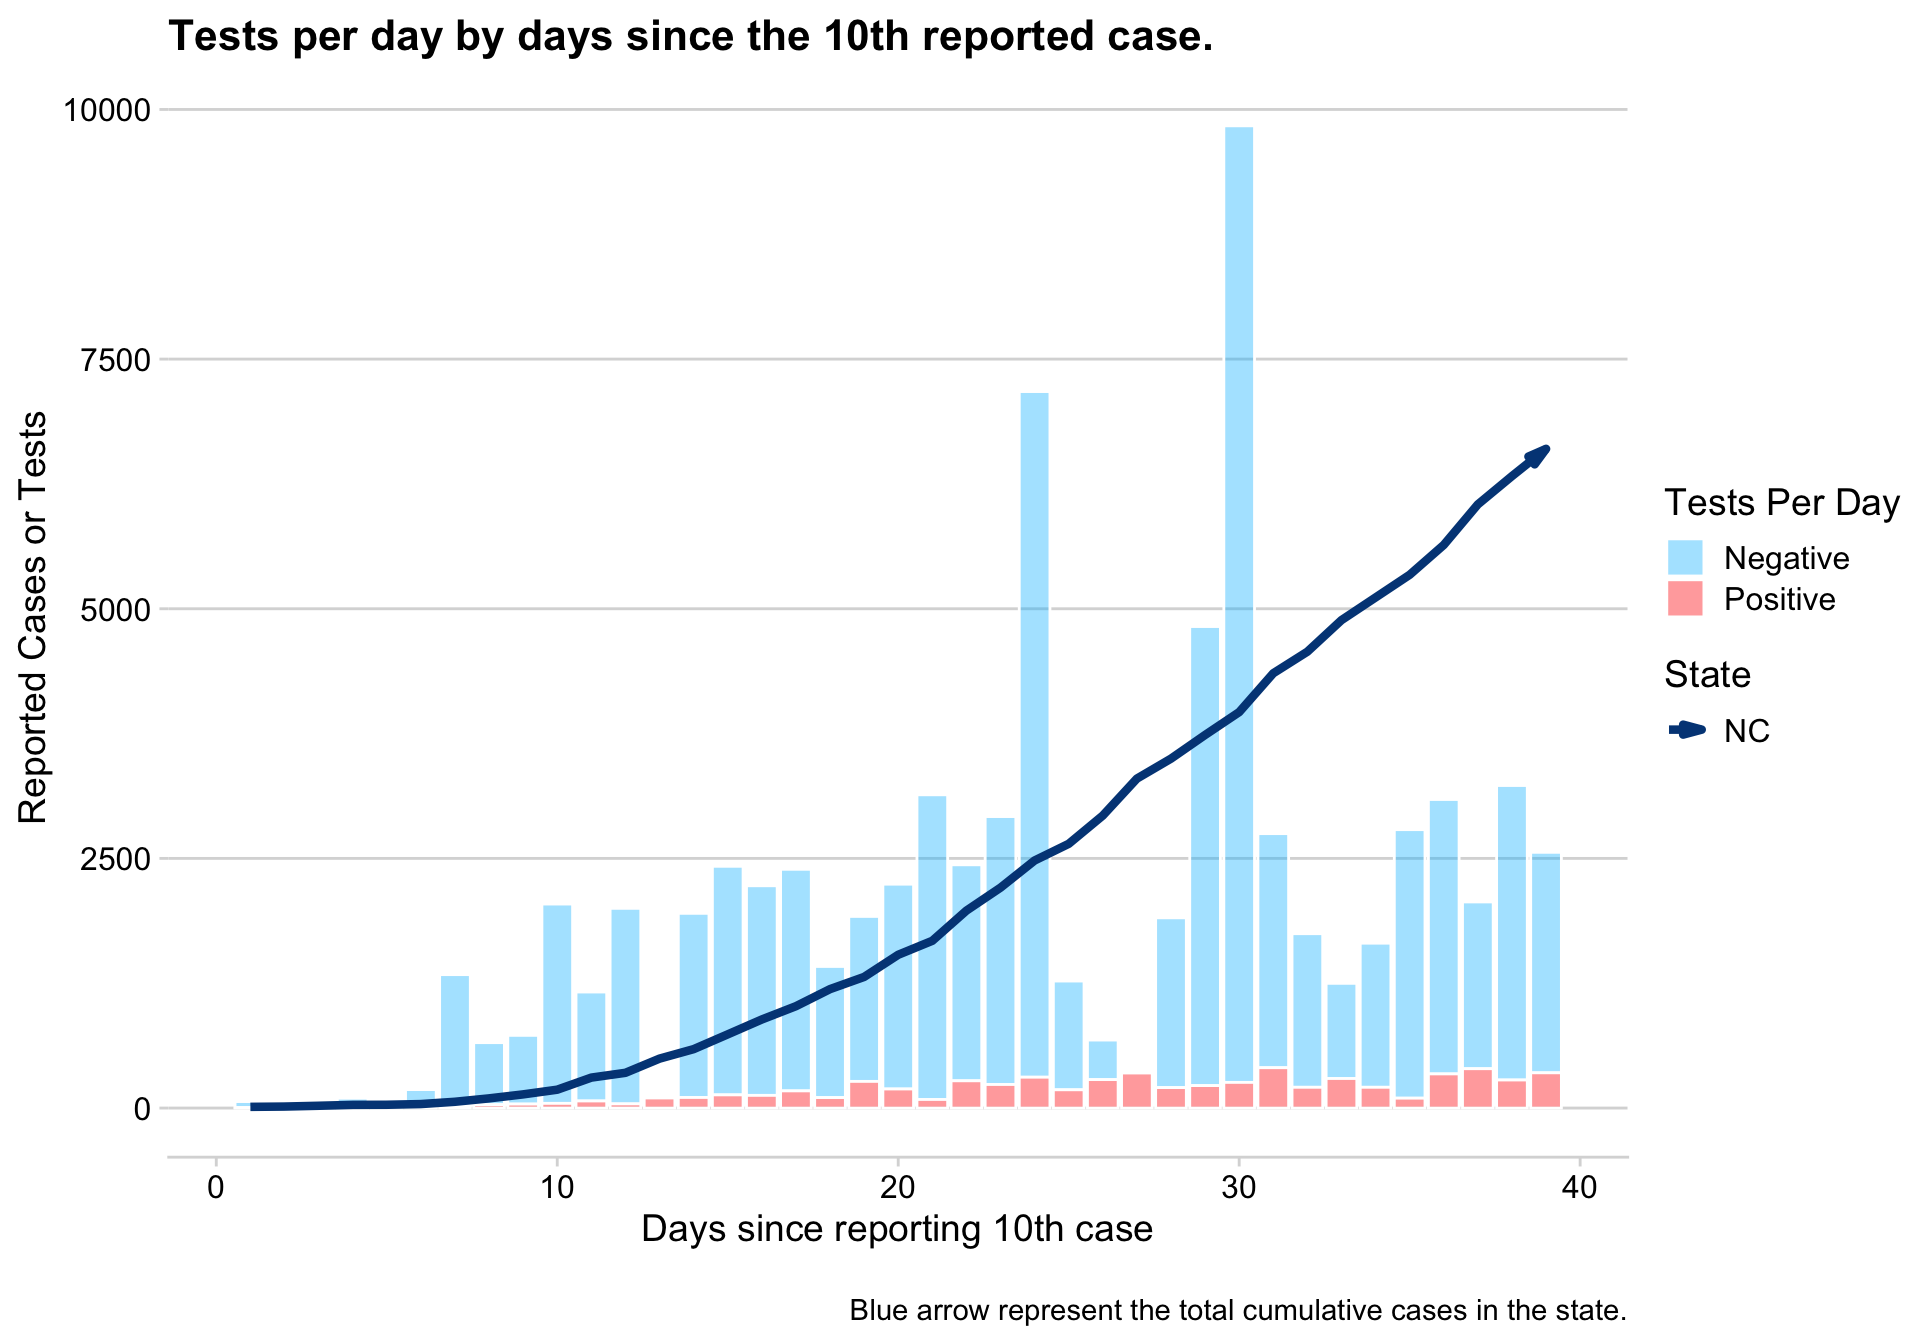 Tests per day by days since the 10th reported case.
10000
7500
5000
2500
0
Reported Cases or Tests
0 10 20 30 40
Days since reporting 10th case
Tests Per Day
Negative
Positive
State
NC
Blue arrow represent the total cumulative cases in the state.